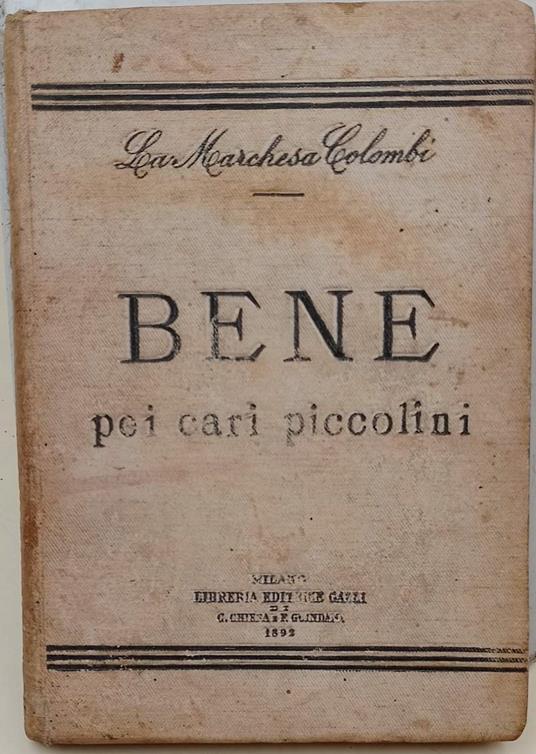 La Marchesa Colombi
BENE
pei cari piccolini
MILANO
LIBRERIA EDITRICE GALLI
DI
C. CHIESA E F. GUINDANI
1892